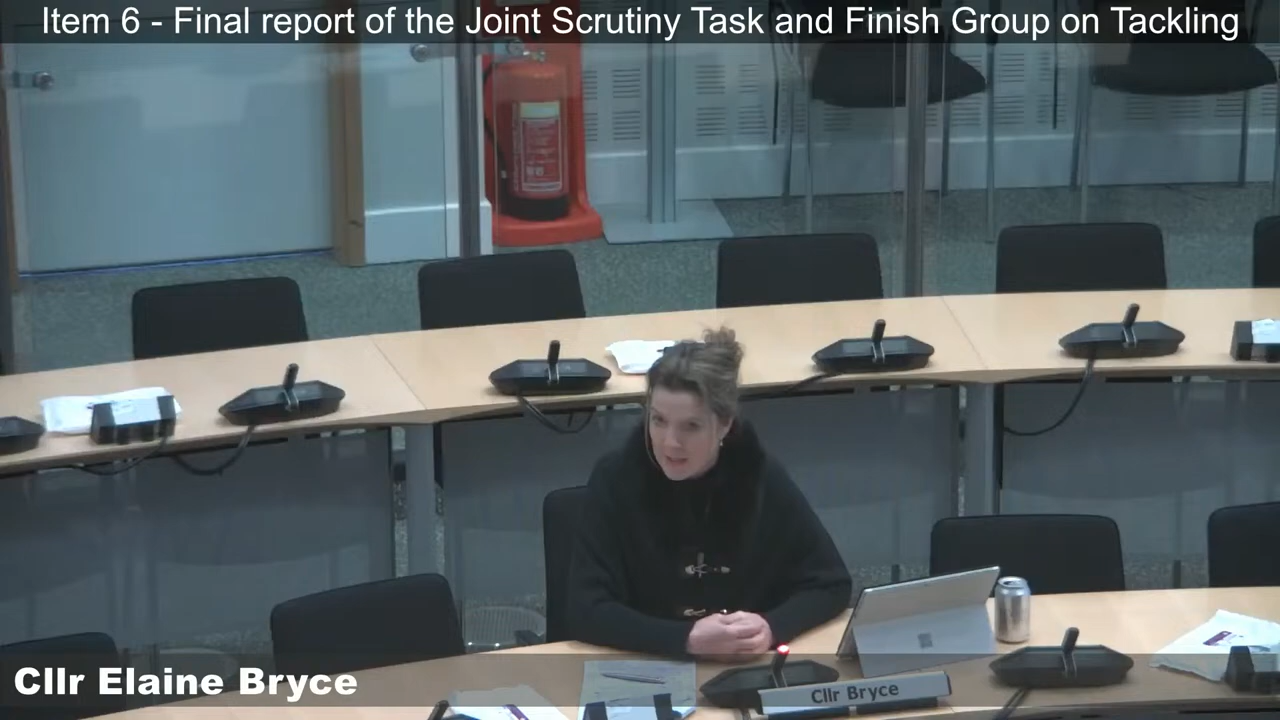 Item 6 - Final report of the Joint Scrutiny Task and Finish Group on Tackling
Cllr Elaine Bryce
Cllr Bryce